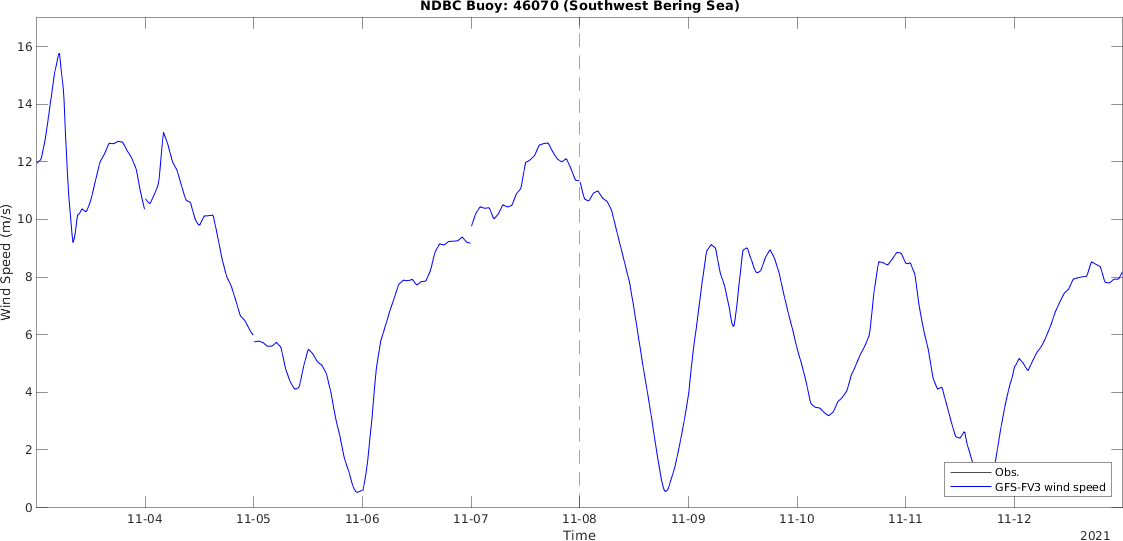 NDBC Buoy: 46070 (Southwest Bering Sea)
16
14
12
10
8
6
4
2
0
Wind Speed (m/s)
11-04 11-05 11-06 11-07 11-08 11-09 11-10 11-11 11-12
Time
2021
Obs.
GFS-FV3 wind speed